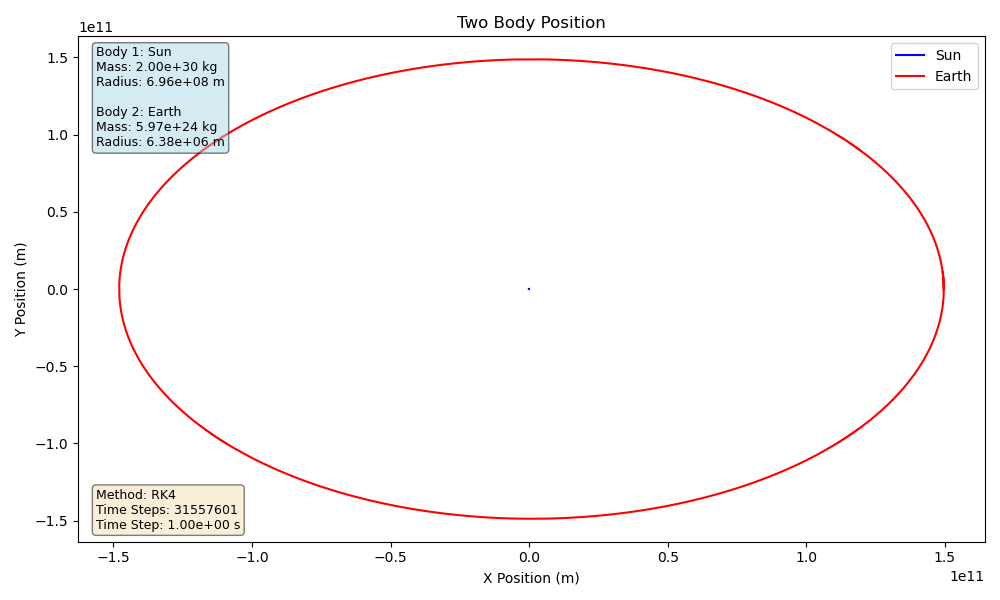 Two Body Position
1e11
Body 1: Sun
Mass: 2.00e+30 kg
Radius: 6.96e+08 m
Body 2: Earth
Mass: 5.97e+24 kg
Radius: 6.38e+06 m
Sun
Earth
1.5
1.0
0.5
0.0
−0.5
−1.0
−1.5
Y Position (m)
Method: RK4
Time Steps: 31557601
Time Step: 1.00e+00 s
−1.5 −1.0 −0.5 0.0 0.5 1.0 1.5
1e11
X Position (m)